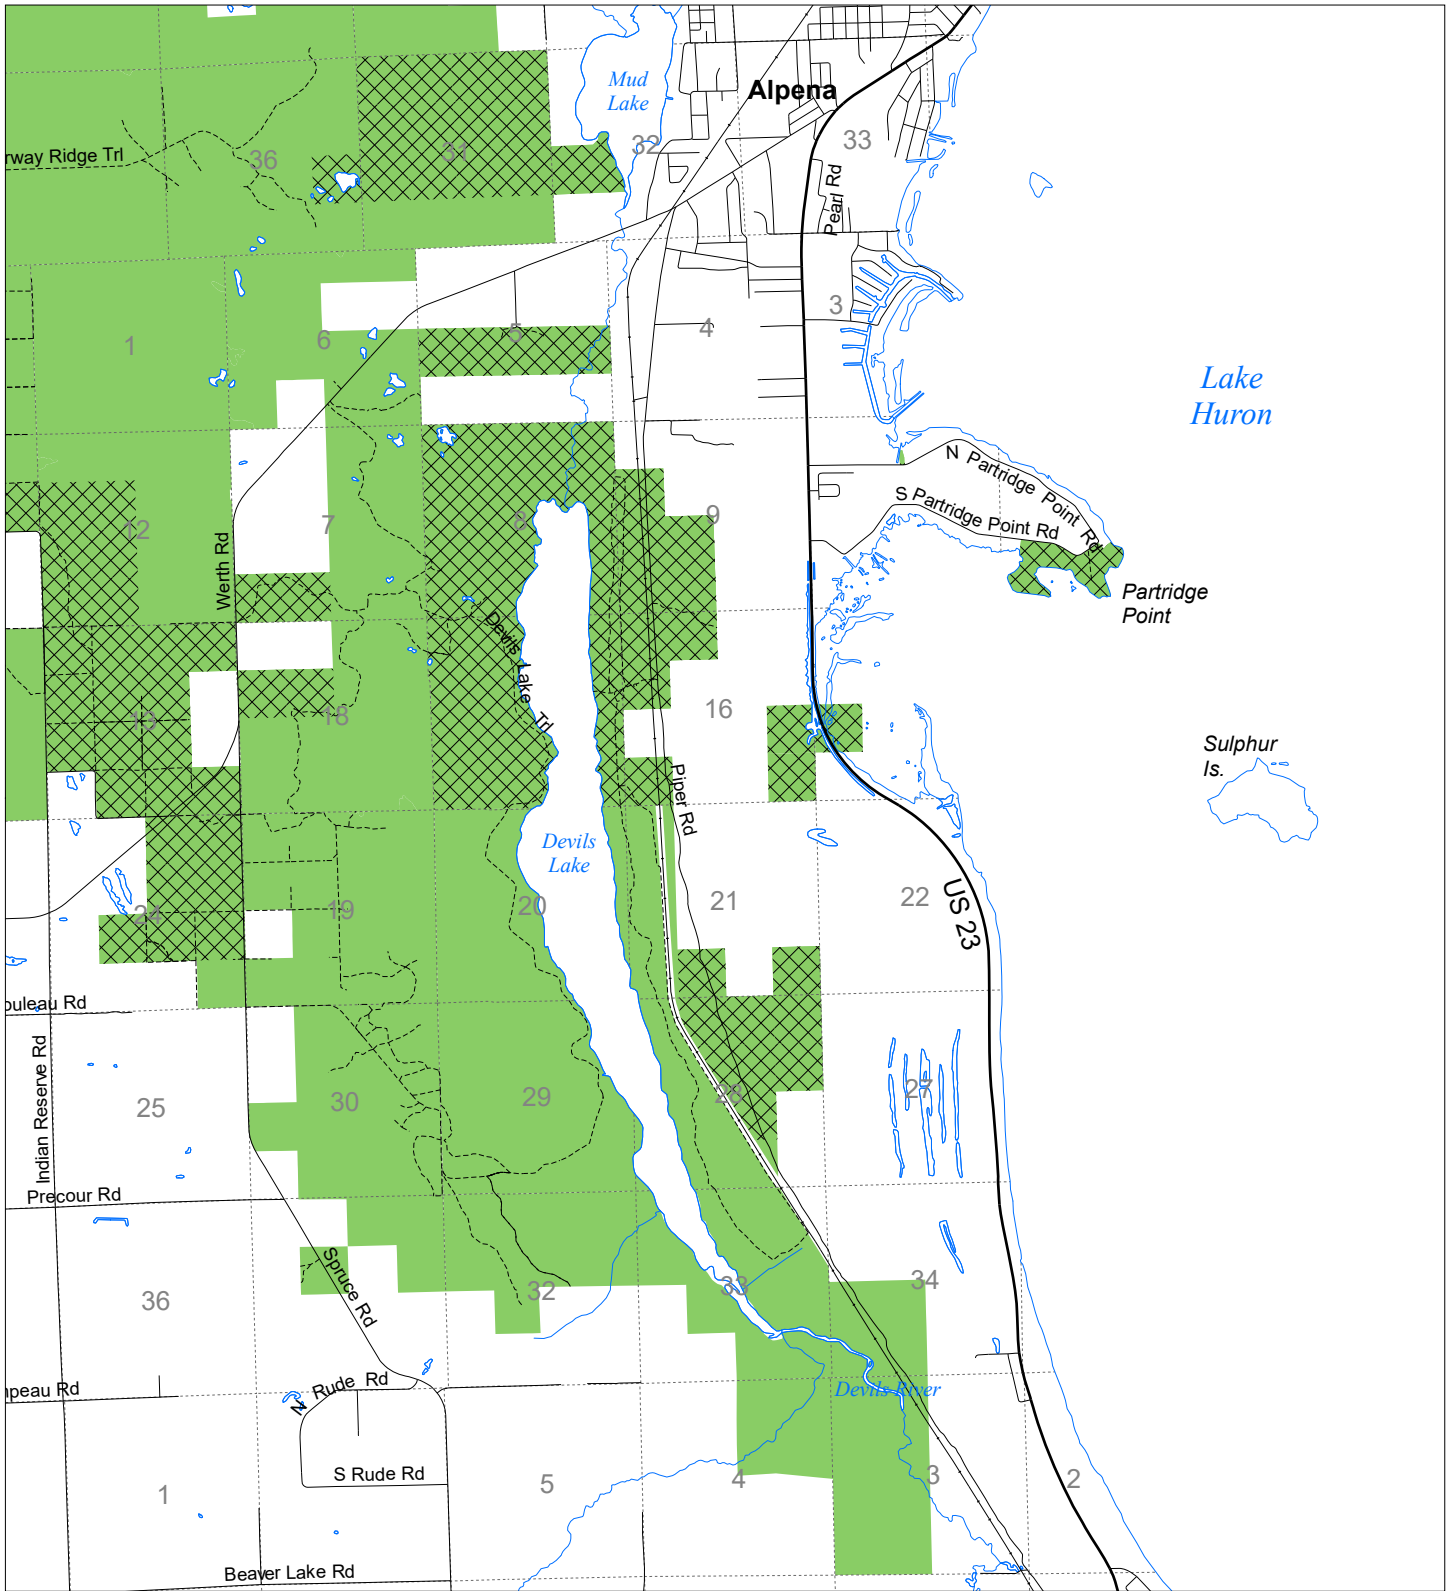 Mud
Lake
Alpena
32
33
rway Ridge Trl
36
31
Pearl Rd
1
6
5
4
3
Lake
Huron
N Partridge Point Rd
S Partridge Point Rd
12
7
8
9
Werth Rd
Partridge
Point
Devils Lake Trl
13
18
16
Sulphur
Is.
Piper Rd
Devils
Lake
24
19
20
21
22
US 23
ouleau Rd
Indian Reserve Rd
25
30
29
28
27
Precour Rd
36
Spruce Rd
32
33
34
npeau Rd
N Rude Rd
Devils River
S Rude Rd
1
5
4
3
2
Beaver Lake Rd